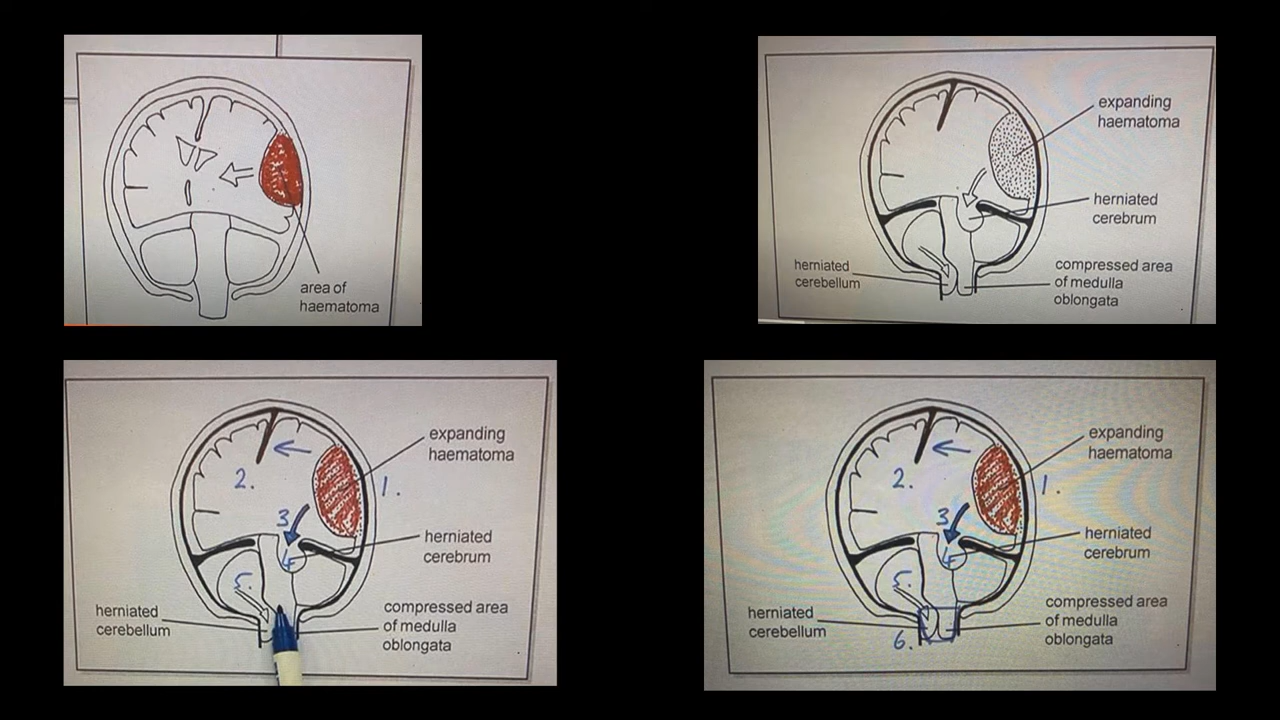 area of
haematoma
expanding
haematoma
herniated
cerebrum
herniated
cerebellum
compressed area
of medulla
oblongata
expanding
haematoma
2.
1.
3
herniated
cerebrum
4
5.
herniated
cerebellum
compressed area
of medulla
oblongata
expanding
haematoma
2.
1.
3
herniated
cerebrum
4
5.
herniated
cerebellum
compressed area
of medulla
oblongata
6.